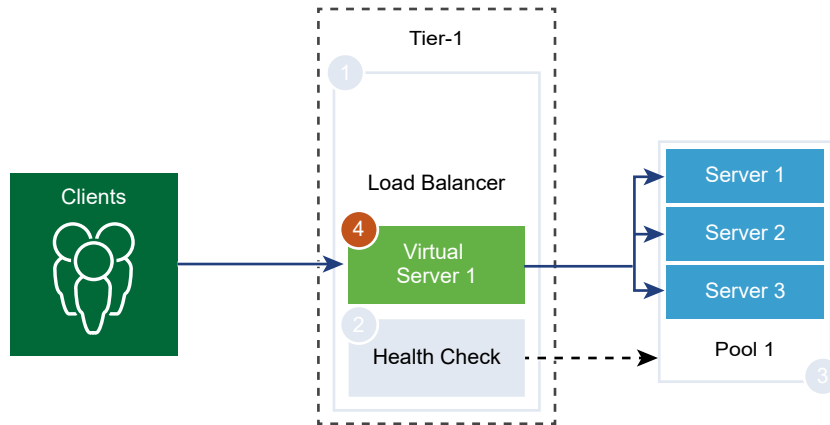 Tier-1
1
Load Balancer
Clients
4
Virtual
Server 1
2
Health Check
Server 1
Server 2
Server 3
Pool 1
3